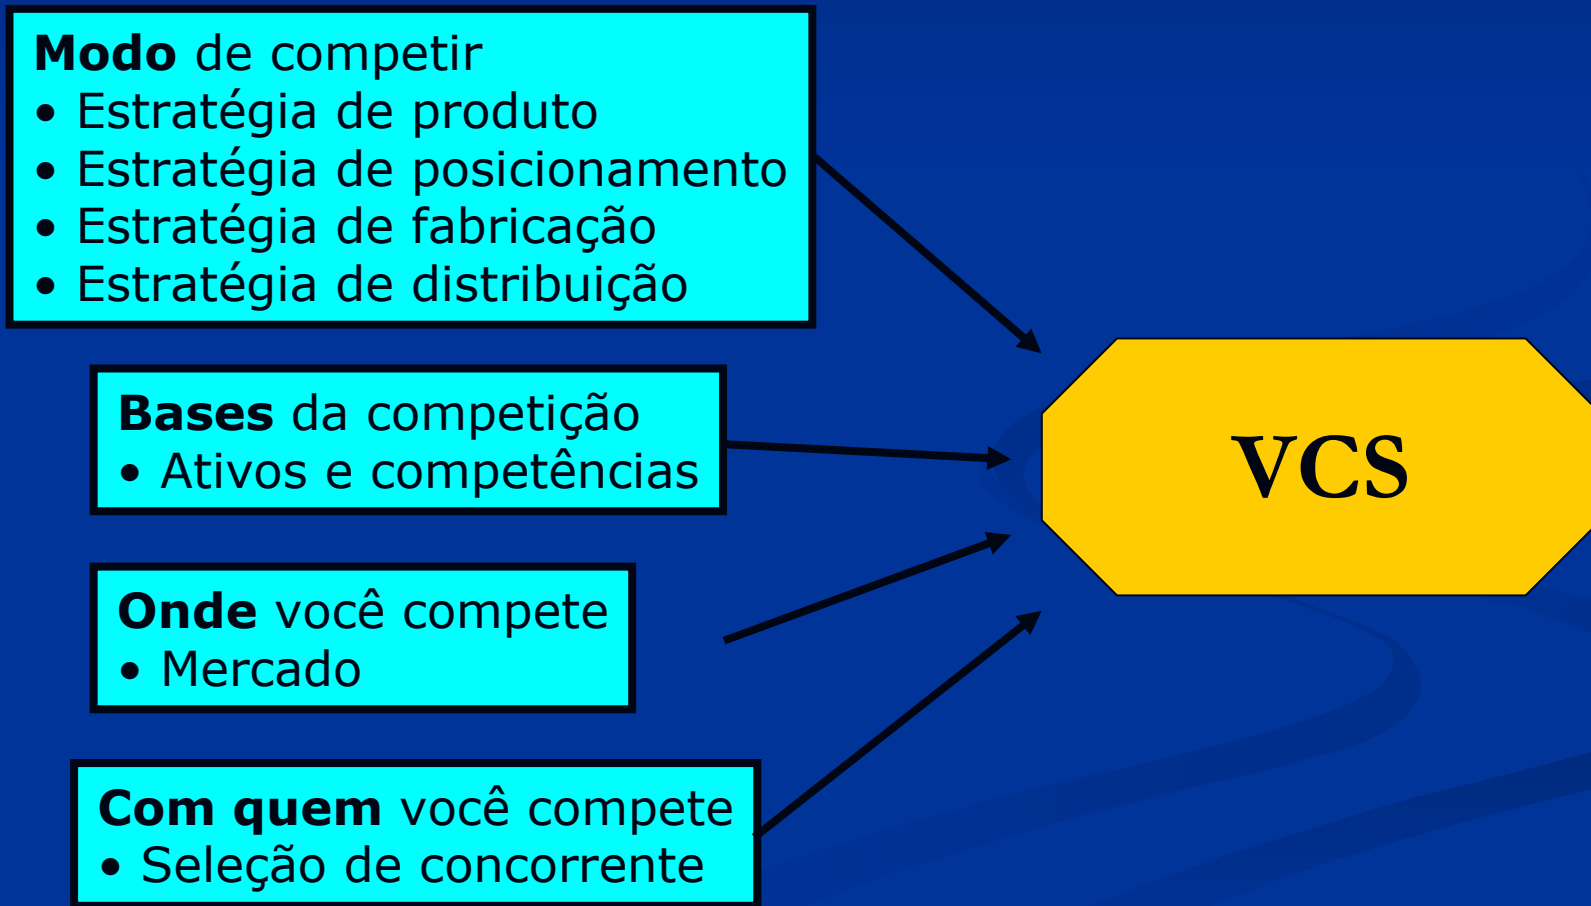 Modo de competir
• Estratégia de produto
• Estratégia de posicionamento
• Estratégia de fabricação
• Estratégia de distribuição
Bases da competição
• Ativos e competências
Onde você compete
• Mercado
Com quem você compete
• Seleção de concorrente
VCS